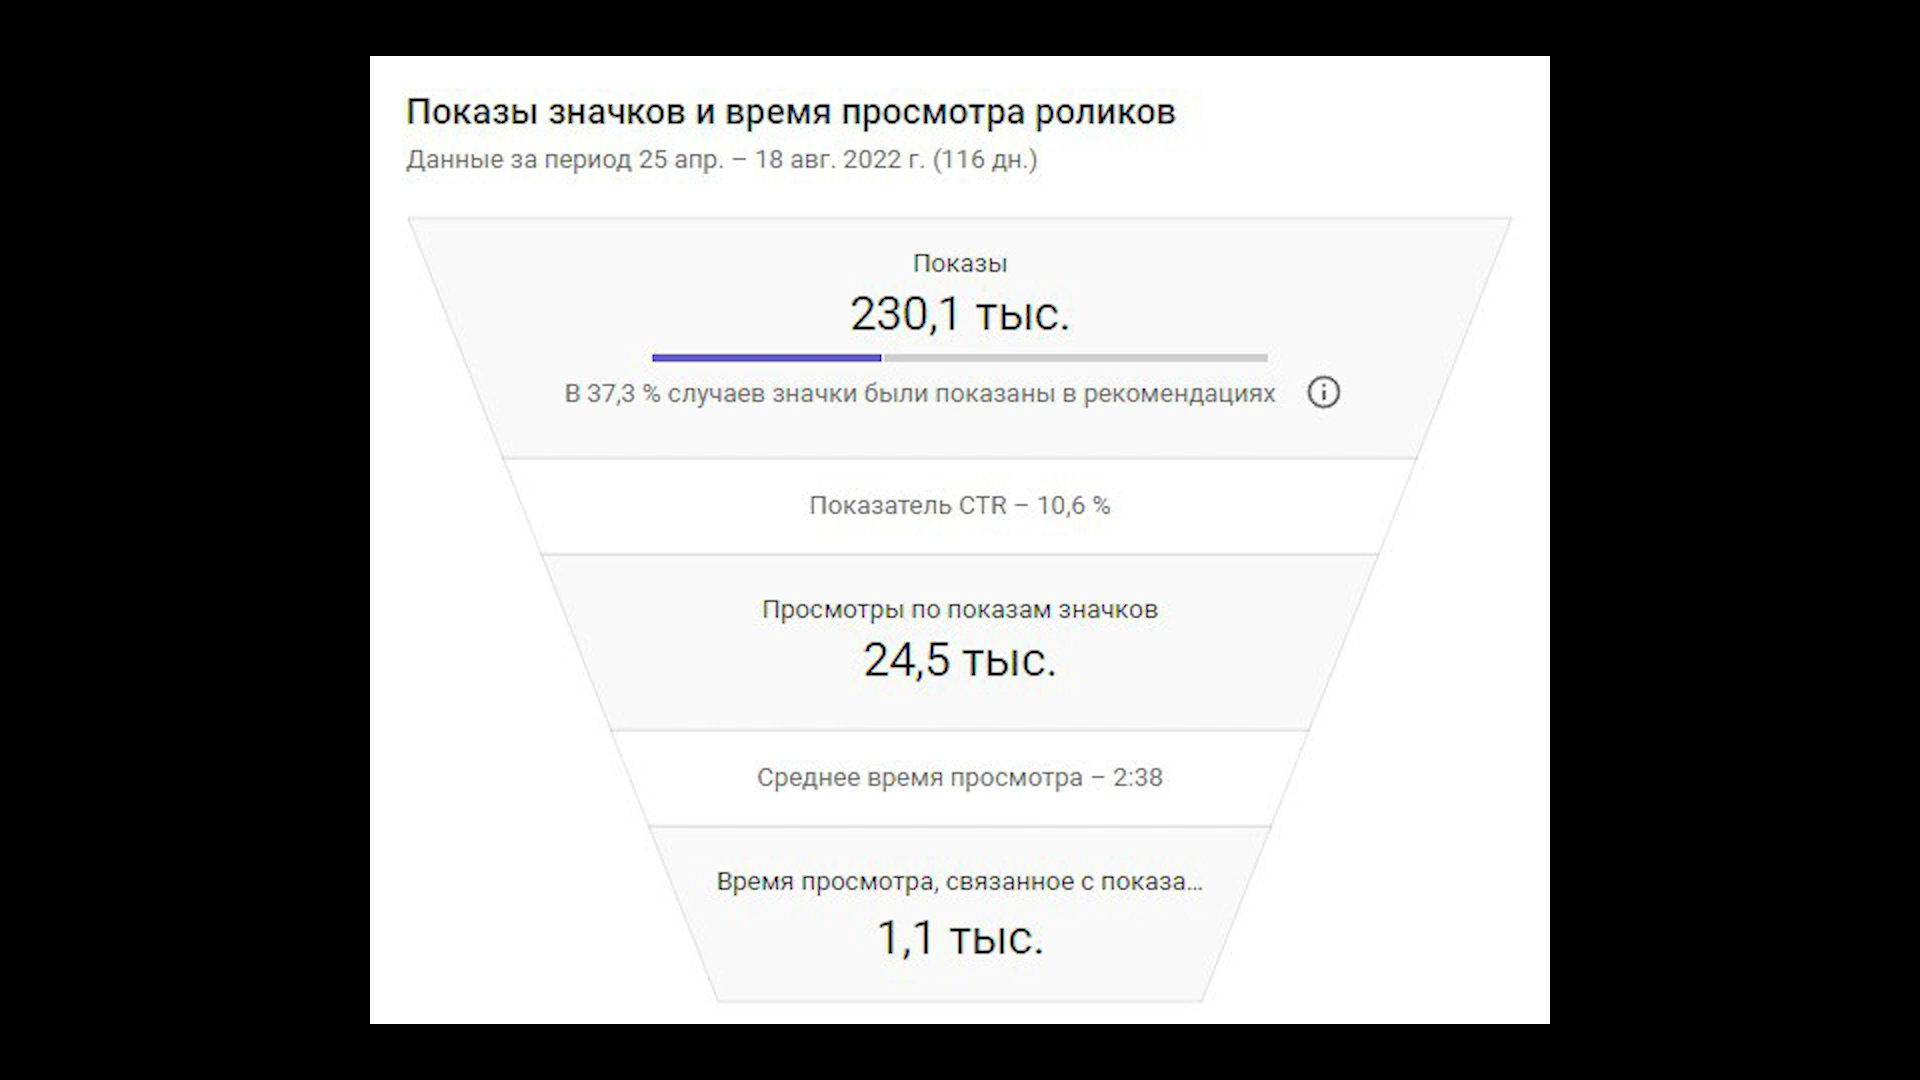 Показы значков и время просмотра роликов
Данные за период 25 апр. – 18 авг. 2022 г. (116 дн.)
Показы
230,1 тыс.
В 37,3 % случаев значки были показаны в рекомендациях
Показатель CTR – 10,6 %
Просмотры по показам значков
24,5 тыс.
Среднее время просмотра – 2:38
Время просмотра, связанное с показа...
1,1 тыс.